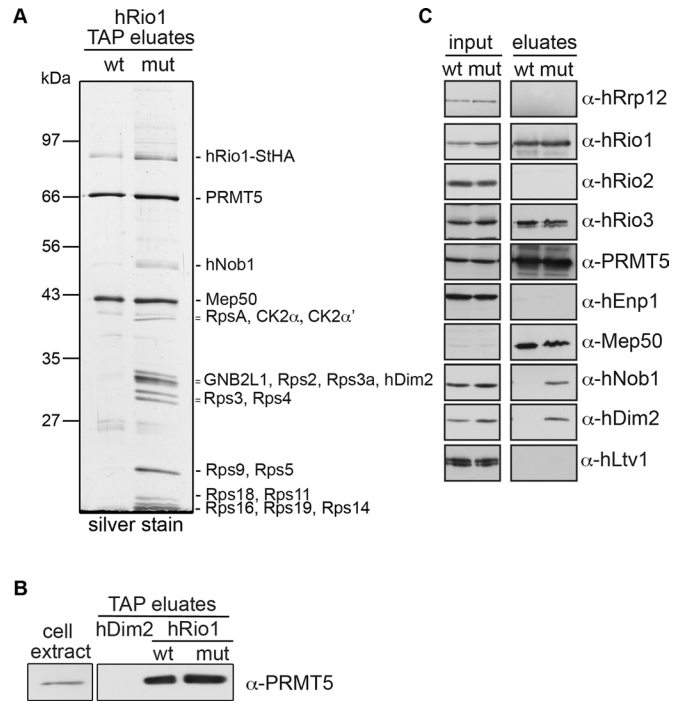 A
hRio1
TAP eluates
wt mut
kDa
97
66
56
43
35
27
hRio1-StHA
PRMT5
hNob1
Mep50
RpsA, CK2α, CK2α'
GNB2L1, Rps2, Rps3a, hDim2
Rps3, Rps4
Rps9, Rps5
Rps18, Rps11
Rps16, Rps19, Rps14
silver stain
C
input eluates
wt mut wt mut
α-hRrp12
α-hRio1
α-hRio2
α-hRio3
α-PRMT5
α-hEnp1
α-Mep50
α-hNob1
α-hDim2
α-hLtv1
B
TAP eluates
cell extract
hDim2 hRio1
wt mut
α-PRMT5